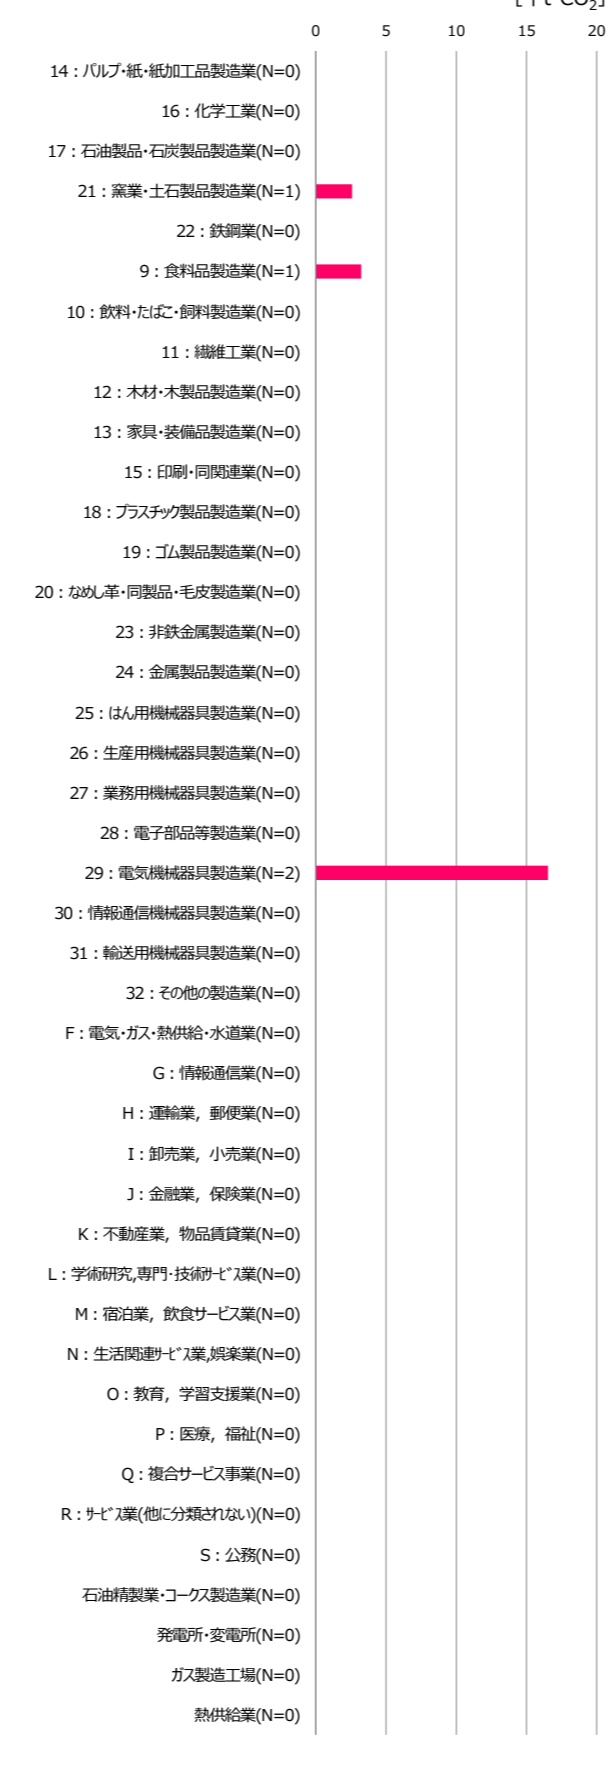 [千t-CO₂]
0 5 10 15 20
14：パルプ・紙・紙加工品製造業(N=0)
16：化学工業(N=0)
17：石油製品・石炭製品製造業(N=0)
21：窯業・土石製品製造業(N=1)
22：鉄鋼業(N=0)
9：食料品製造業(N=1)
10：飲料・たばこ・飼料製造業(N=0)
11：繊維工業(N=0)
12：木材・木製品製造業(N=0)
13：家具・装備品製造業(N=0)
15：印刷・同関連業(N=0)
18：プラスチック製品製造業(N=0)
19：ゴム製品製造業(N=0)
20：なめし革・同製品・毛皮製造業(N=0)
23：非鉄金属製造業(N=0)
24：金属製品製造業(N=0)
25：はん用機械器具製造業(N=0)
26：生産用機械器具製造業(N=0)
27：業務用機械器具製造業(N=0)
28：電子部品等製造業(N=0)
29：電気機械器具製造業(N=2)
30：情報通信機械器具製造業(N=0)
31：輸送用機械器具製造業(N=0)
32：その他の製造業(N=0)
F：電気・ガス・熱供給・水道業(N=0)
G：情報通信業(N=0)
H：運輸業，郵便業(N=0)
I：卸売業，小売業(N=0)
J：金融業，保険業(N=0)
K：不動産業，物品賃貸業(N=0)
L：学術研究,専門・技術ｻｰﾋﾞｽ業(N=0)
M：宿泊業，飲食サービス業(N=0)
N：生活関連ｻｰﾋﾞｽ業,娯楽業(N=0)
O：教育，学習支援業(N=0)
P：医療，福祉(N=0)
Q：複合サービス事業(N=0)
R：ｻｰﾋﾞｽ業(他に分類されない)(N=0)
S：公務(N=0)
石油精製業・コークス製造業(N=0)
発電所・変電所(N=0)
ガス製造工場(N=0)
熱供給業(N=0)